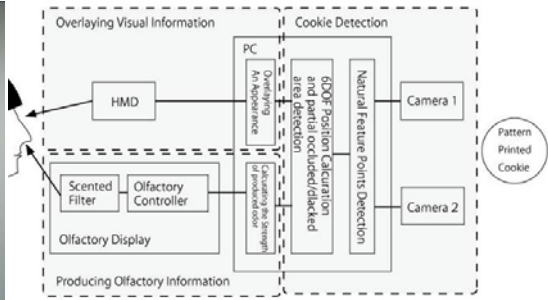 Overlaying Visual Information
Cookie Detection
PC
HMD
Overlaying
An Appearance
6DOF Position Calcuration
and partial occluded/dlacked
area detection
Natural Feature Points Detection
Camera 1
Pattern
Printed
Cookie
Scented
Filter
Olfactory
Controller
Calcurating the Strength
of produced odor
Camera 2
Olfactory Display
Producing Olfactory Information